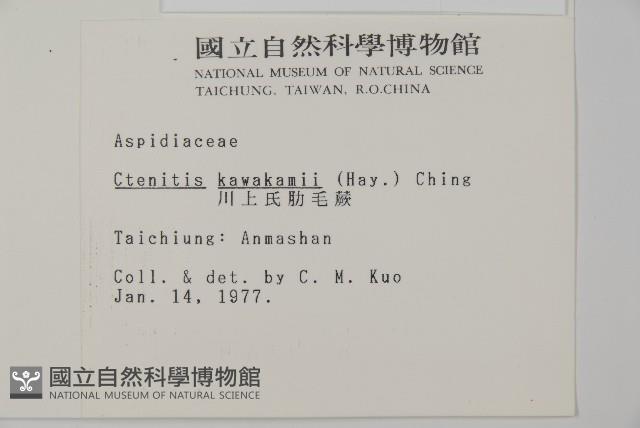 國立自然科學博物館
NATIONAL MUSEUM OF NATURAL SCIENCE
TAICHUNG, TAIWAN, R.O.CHINA
Aspidiaceae
Ctenitis kawakamii (Hay.) Ching
川上氏肋毛蕨
Taichiung: Anmashan
Coll. & det. by C. M. Kuo
Jan. 14, 1977.
國立自然科學博物館
NATIONAL MUSEUM OF NATURAL SCIENCE